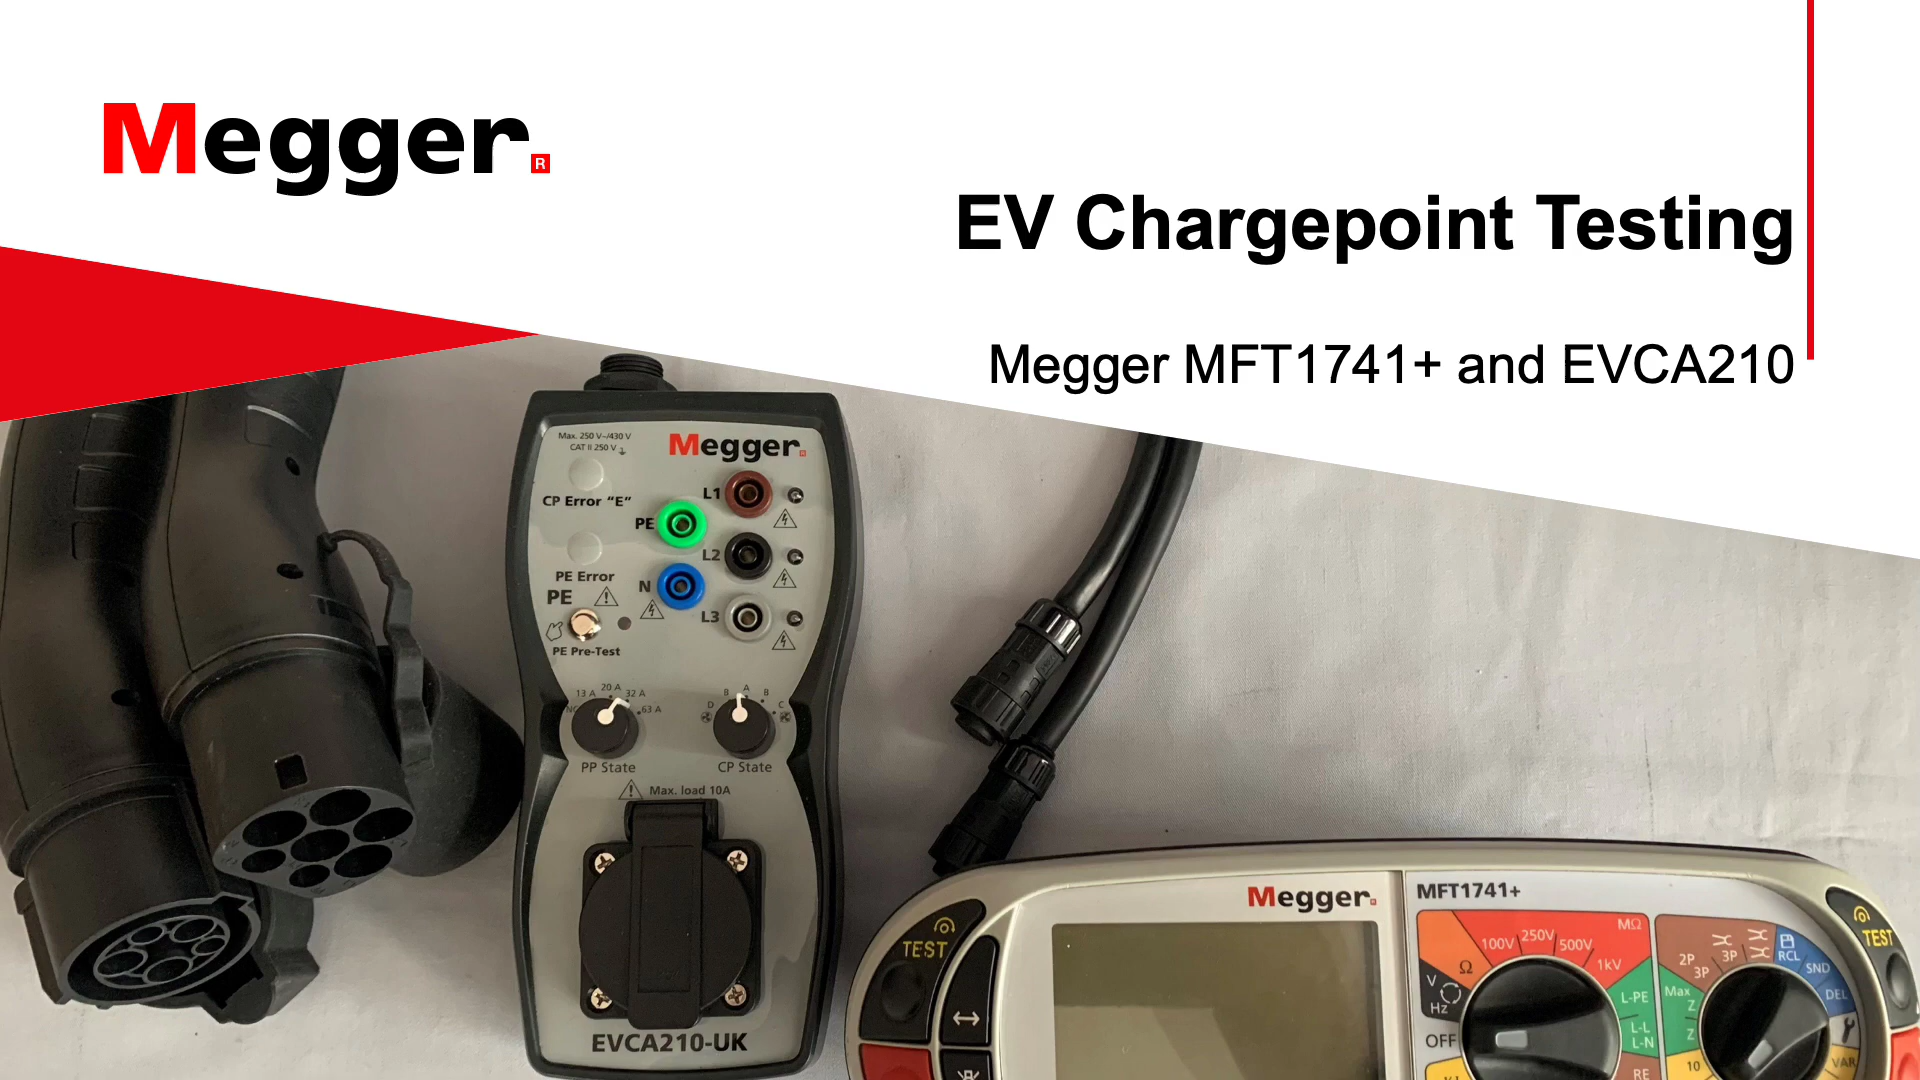 Megger®
EV Chargepoint Testing
Megger MFT1741+ and EVCA210
Max. 250 V~/430 V
CAT II 250 V
Megger
CP Error "E"
L1
PE
L2
PE Error
PE
N
L3
PE Pre-Test
NC 13 A 20 A 32 A 63 A
D B A B C
PP State
CP State
Max. load 10A
EVCA210-UK
Megger
MFT1741+
TEST
MΩ
100V 250V 500V 1kV
Ω
V
Hz
OFF
L-PE
L-L
L-N
RE
2P
3P
3P
RCL
SND
DEL
Max
Z
Z
10
VAR
TEST